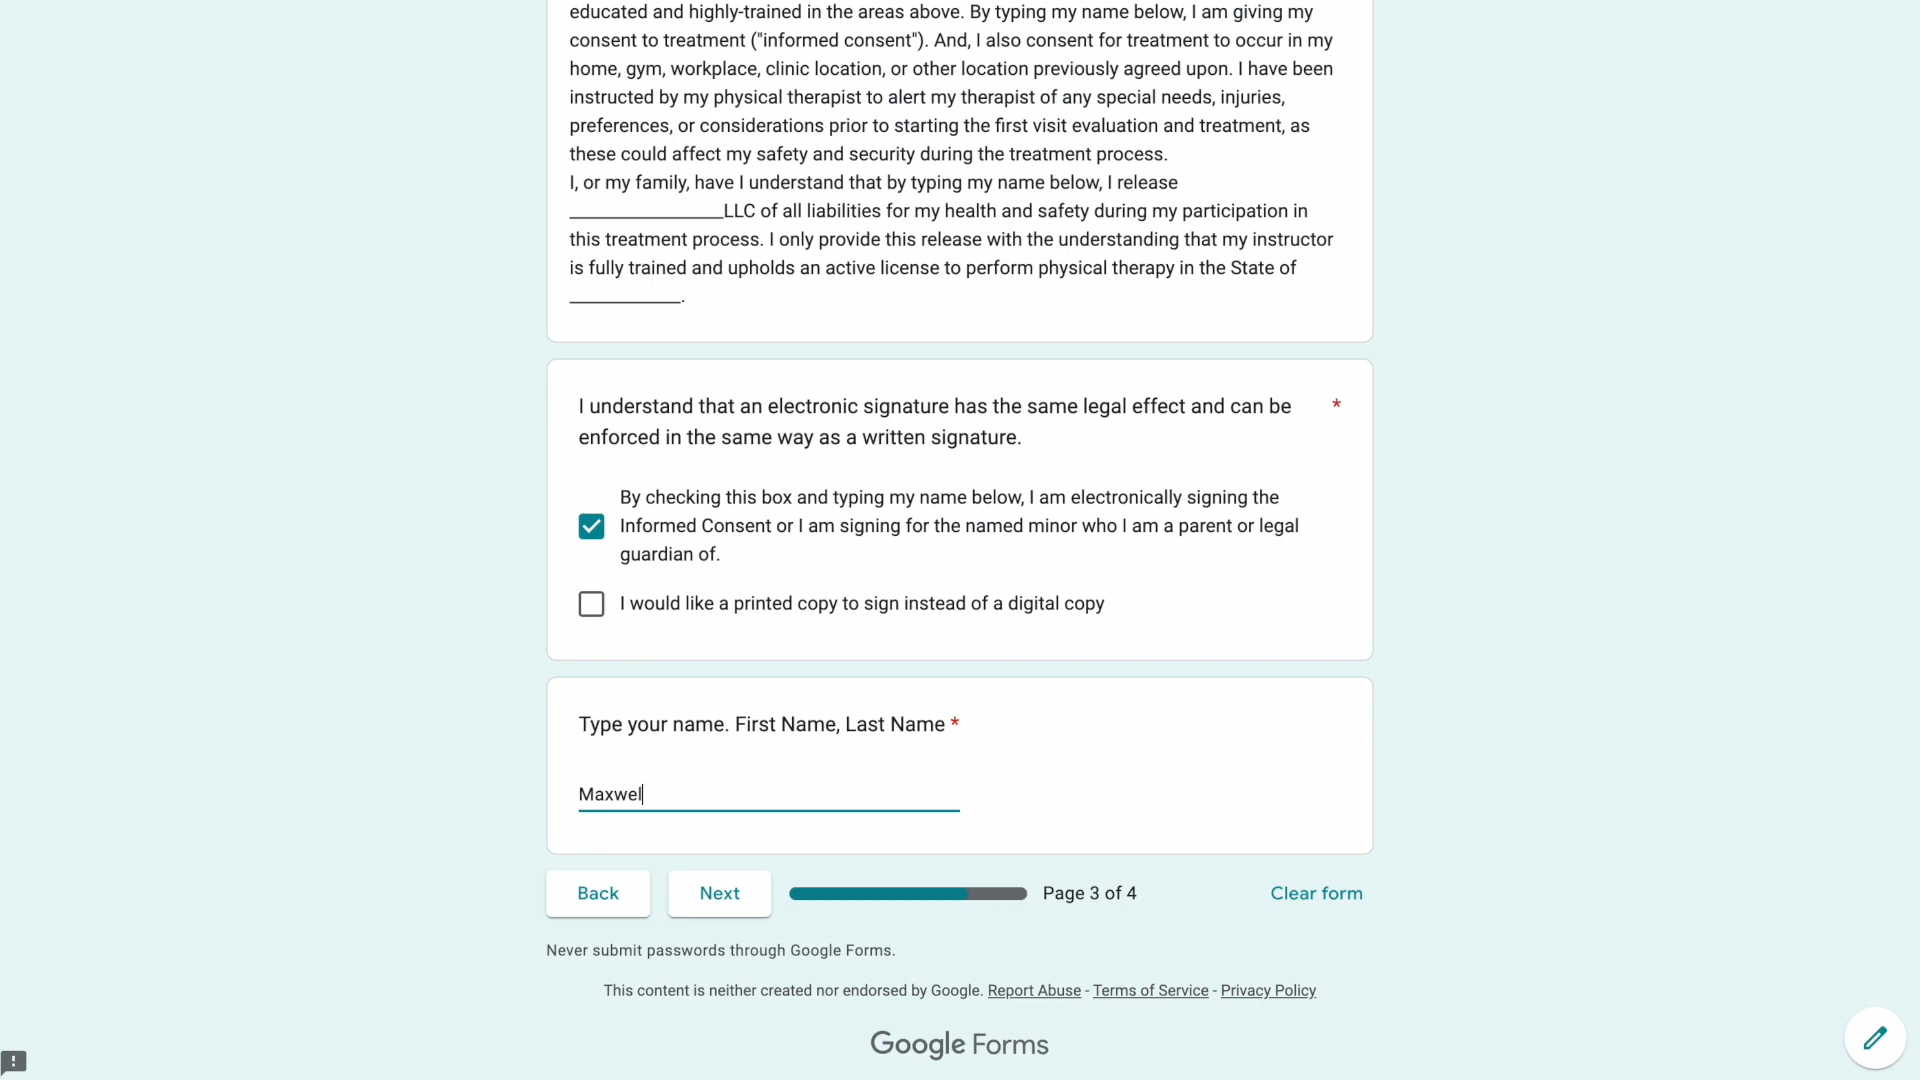 educated and highly-trained in the areas above. By typing my name below, I am giving my
consent to treatment ("informed consent"). And, I also consent for treatment to occur in my
home, gym, workplace, clinic location, or other location previously agreed upon. I have been
instructed by my physical therapist to alert my therapist of any special needs, injuries,
preferences, or considerations prior to starting the first visit evaluation and treatment, as
these could affect my safety and security during the treatment process.
I, or my family, have I understand that by typing my name below, I release
________________LLC of all liabilities for my health and safety during my participation in
this treatment process. I only provide this release with the understanding that my instructor
is fully trained and upholds an active license to perform physical therapy in the State of
____________.
I understand that an electronic signature has the same legal effect and can be *
enforced in the same way as a written signature.
By checking this box and typing my name below, I am electronically signing the
Informed Consent or I am signing for the named minor who I am a parent or legal
guardian of.
I would like a printed copy to sign instead of a digital copy
Type your name. First Name, Last Name *
Maxwel
Back Next Page 3 of 4 Clear form
Never submit passwords through Google Forms.
This content is neither created nor endorsed by Google. Report Abuse - Terms of Service - Privacy Policy
Google Forms